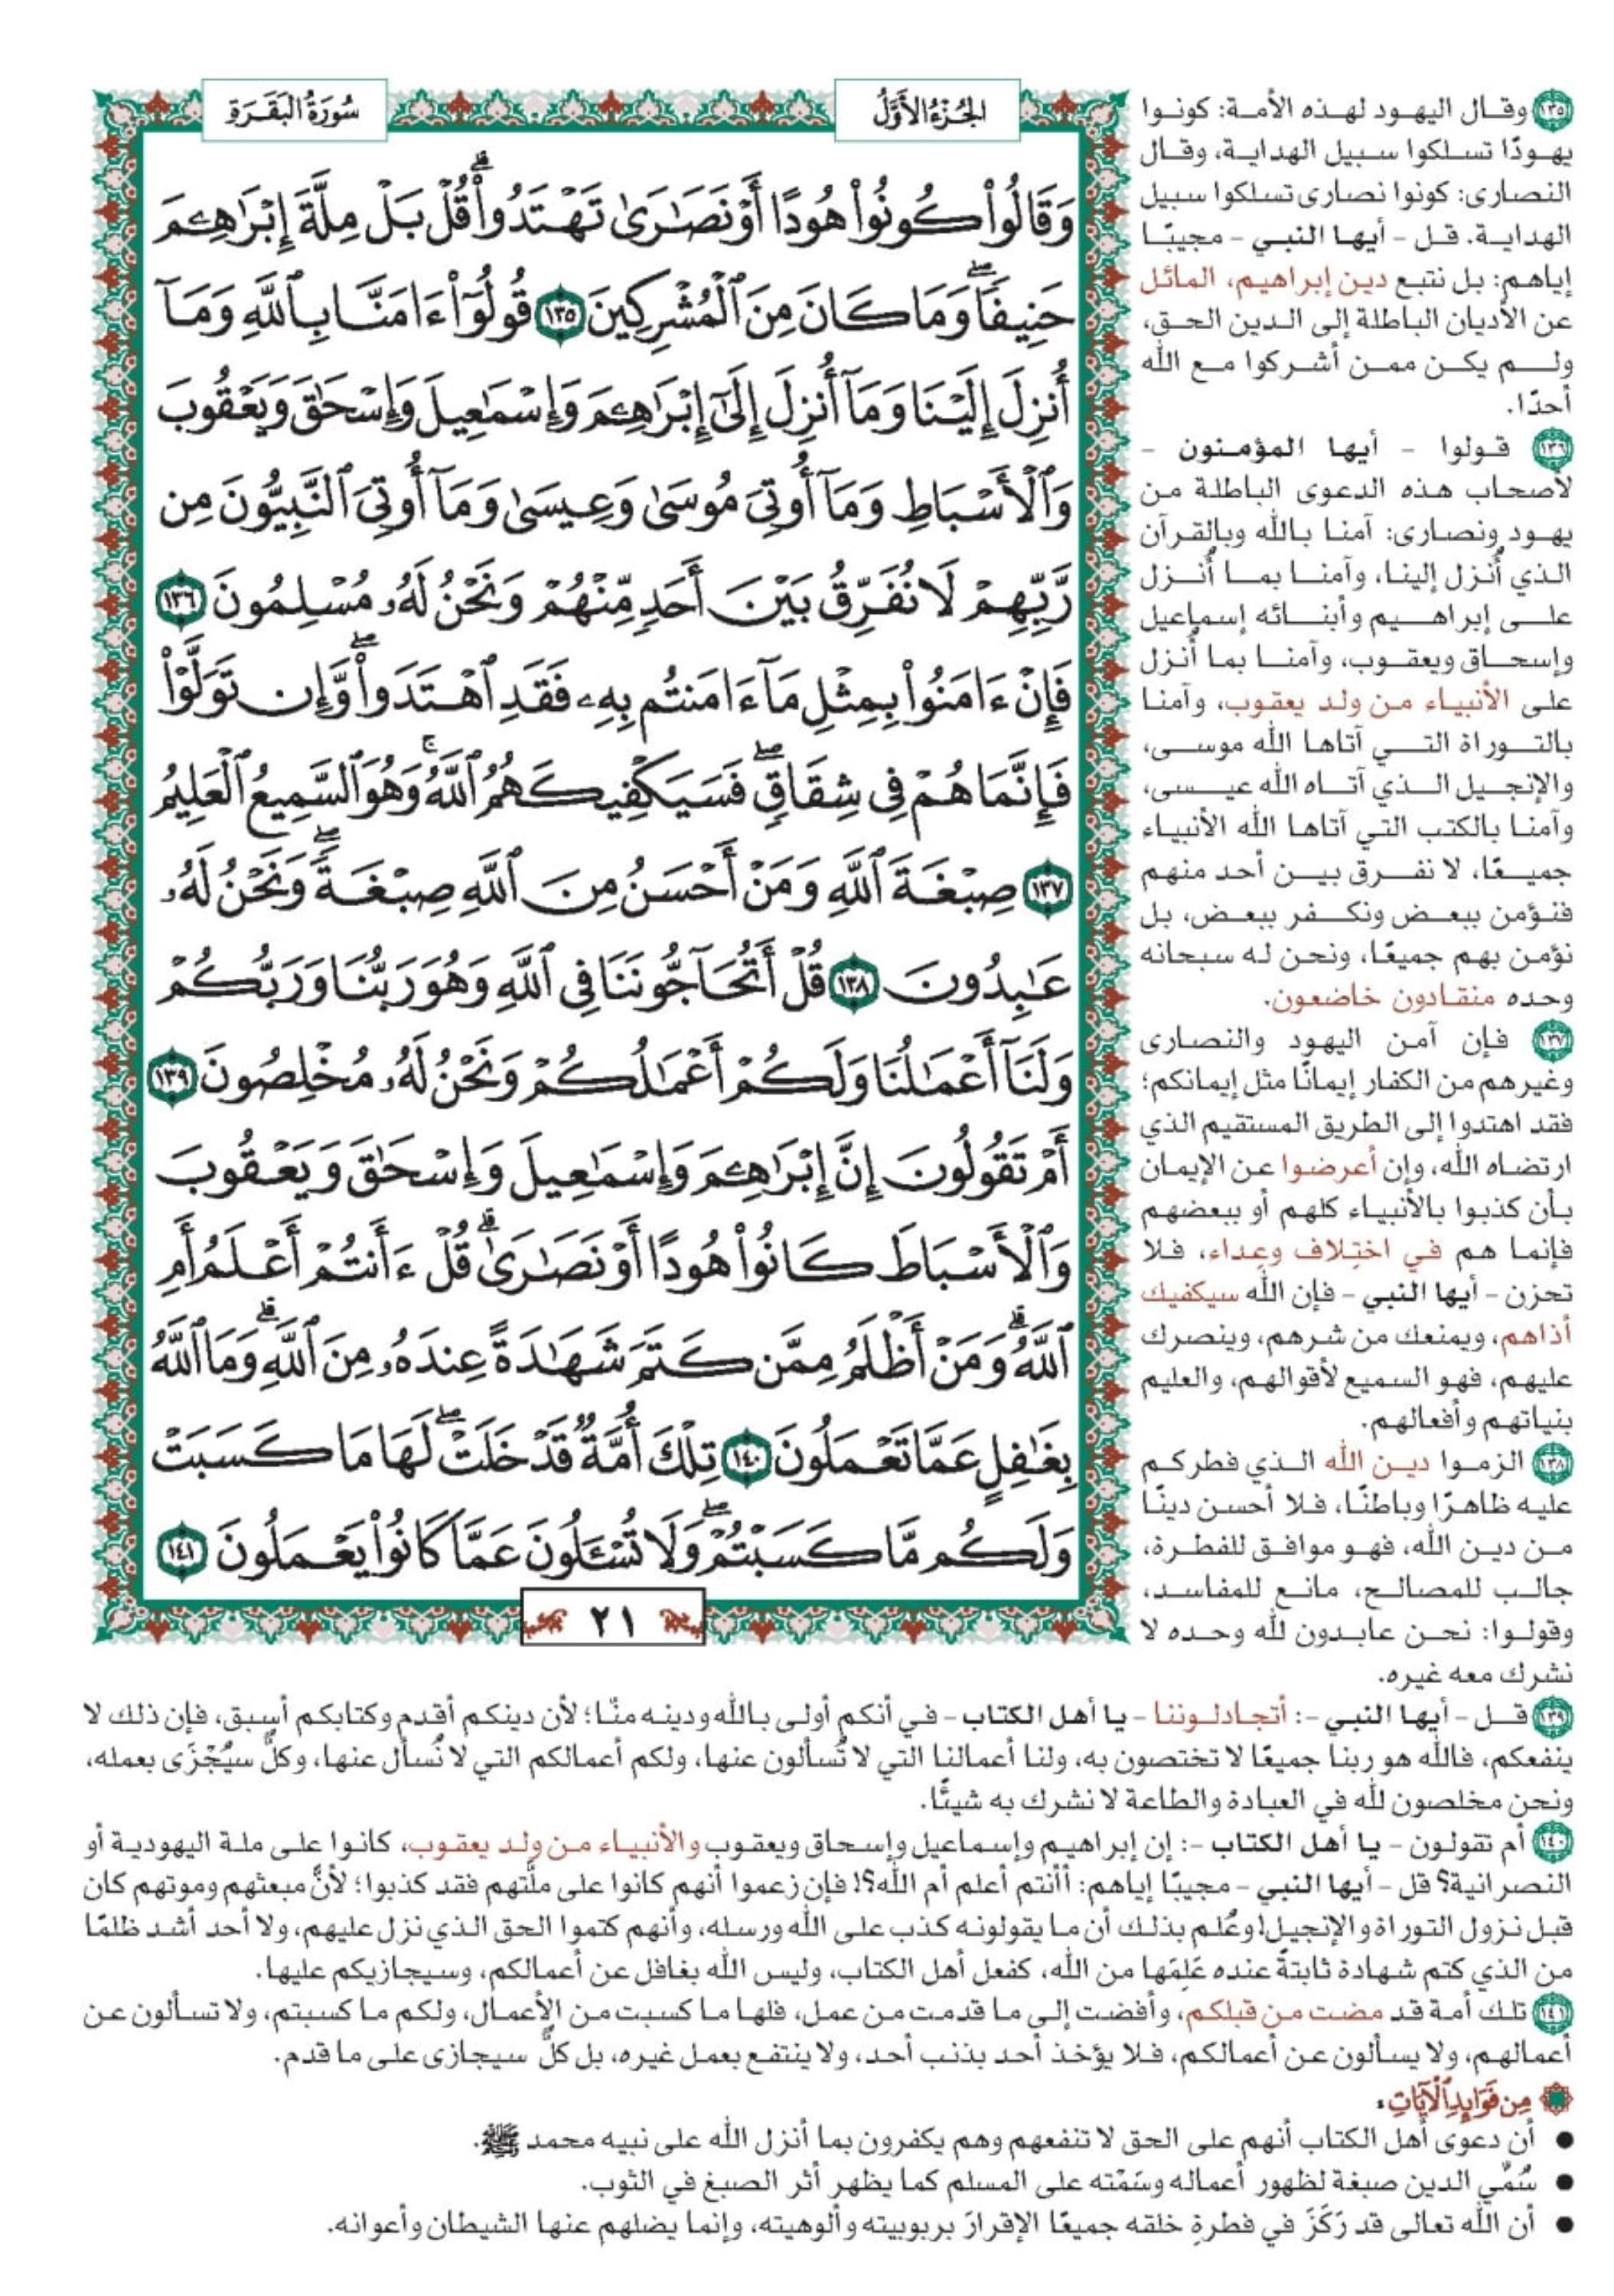 سُورَةُ البَقَرَةِ
الجُزْءُ الأَوَّلُ
وَقَالُوا۟ كُونُوا۟ هُودًا أَوْ نَصَـٰرَىٰ تَهْتَدُوا۟ ۗ قُلْ بَلْ مِلَّةَ إِبْرَٰهِـۧمَ
حَنِيفًا ۖ وَمَا كَانَ مِنَ ٱلْمُشْرِكِينَ ١٣٥ قُولُوٓا۟ ءَامَنَّا بِٱللَّهِ وَمَآ
أُنزِلَ إِلَيْنَا وَمَآ أُنزِلَ إِلَىٰٓ إِبْرَٰهِـۧمَ وَإِسْمَـٰعِيلَ وَإِسْحَـٰقَ وَيَعْقُوبَ
وَٱلْأَسْبَاطِ وَمَآ أُوتِىَ مُوسَىٰ وَعِيسَىٰ وَمَآ أُوتِىَ ٱلنَّبِيُّونَ مِن
رَّبِّهِمْ لَا نُفَرِّقُ بَيْنَ أَحَدٍ مِّنْهُمْ وَنَحْنُ لَهُۥ مُسْلِمُونَ ١٣٦
فَإِنْ ءَامَنُوا۟ بِمِثْلِ مَآ ءَامَنتُم بِهِۦ فَقَدِ ٱهْتَدَوا۟ ۖ وَّإِن تَوَلَّوْا۟
فَإِنَّمَا هُمْ فِى شِقَاقٍ ۖ فَسَيَكْفِيكَهُمُ ٱللَّهُ ۚ وَهُوَ ٱلسَّمِيعُ ٱلْعَلِيمُ
١٣٧ صِبْغَةَ ٱللَّهِ وَمَنْ أَحْسَنُ مِنَ ٱللَّهِ صِبْغَةً ۖ وَنَحْنُ لَهُۥ
عَـٰبِدُونَ ١٣٨ قُلْ أَتُحَآجُّونَنَا فِى ٱللَّهِ وَهُوَ رَبُّنَا وَرَبُّكُمْ
وَلَنَآ أَعْمَـٰلُنَا وَلَكُمْ أَعْمَـٰلُكُمْ وَنَحْنُ لَهُۥ مُخْلِصُونَ ١٣٩
أَمْ تَقُولُونَ إِنَّ إِبْرَٰهِـۧمَ وَإِسْمَـٰعِيلَ وَإِسْحَـٰقَ وَيَعْقُوبَ
وَٱلْأَسْبَاطَ كَانُوا۟ هُودًا أَوْ نَصَـٰرَىٰ ۗ قُلْ ءَأَنتُمْ أَعْلَمُ أَمِ
ٱللَّهُ ۗ وَمَنْ أَظْلَمُ مِمَّن كَتَمَ شَهَـٰدَةً عِندَهُۥ مِنَ ٱللَّهِ ۗ وَمَا ٱللَّهُ
بِغَـٰفِلٍ عَمَّا تَعْمَلُونَ ١٤٠ تِلْكَ أُمَّةٌ قَدْ خَلَتْ ۖ لَهَا مَا كَسَبَتْ
وَلَكُم مَّا كَسَبْتُمْ ۖ وَلَا تُسْـَٔلُونَ عَمَّا كَانُوا۟ يَعْمَلُونَ ١٤١
٢١
١٣٥ وقال اليهود لهذه الأمة: كونوا
يهودًا تسلكوا سبيل الهداية، وقال
النصارى: كونوا نصارى تسلكوا سبيل
الهداية. قل - أيها النبي - مجيبًا
إياهم: بل نتبع دين إبراهيم، المائل
عن الأديان الباطلة إلى الدين الحق،
ولم يكن ممن أشركوا مع الله
أحدًا.
١٣٦ قولوا - أيها المؤمنون -
لأصحاب هذه الدعوى الباطلة من
يهود ونصارى: آمنا بالله وبالقرآن
الذي أُنزل إلينا، وآمنا بما أُنزل
على إبراهيم وأبنائه إسماعيل
وإسحاق ويعقوب، وآمنا بما أُنزل
على الأنبياء من ولد يعقوب، وآمنا
بالتوراة التي آتاها الله موسى،
والإنجيل الذي آتاه الله عيسى،
وآمنا بالكتب التي آتاها الله الأنبياء
جميعًا، لا نفرق بين أحد منهم
فنؤمن ببعض ونكفر ببعض، بل
نؤمن بهم جميعًا، ونحن له سبحانه
وحده منقادون خاضعون.
١٣٧ فإن آمن اليهود والنصارى
وغيرهم من الكفار إيمانًا مثل إيمانكم؛
فقد اهتدوا إلى الطريق المستقيم الذي
ارتضاه الله، وإن أعرضوا عن الإيمان
بأن كذبوا بالأنبياء كلهم أو ببعضهم
فإنما هم في اختلاف وعداء، فلا
تحزن - أيها النبي - فإن الله سيكفيك
أذاهم، ويمنعك من شرهم، وينصرك
عليهم، فهو السميع لأقوالهم، والعليم
بنياتهم وأفعالهم.
١٣٨ الزموا دين الله الذي فطركم
عليه ظاهرًا وباطنًا، فلا أحسن دينًا
من دين الله، فهو موافق للفطرة،
جالب للمصالح، مانع للمفاسد،
وقولوا: نحن عابدون لله وحده لا
نشرك معه غيره.
١٣٩ قل - أيها النبي -: أتجادلوننا - يا أهل الكتاب - في أنكم أولى بالله ودينه منّا؛ لأن دينكم أقدم وكتابكم أسبق، فإن ذلك لا
ينفعكم، فالله هو ربنا جميعًا لا تختصون به، ولنا أعمالنا التي لا تُسألون عنها، ولكم أعمالكم التي لا نُسأل عنها، وكلٌّ سيُجْزَى بعمله،
ونحن مخلصون لله في العبادة والطاعة لا نشرك به شيئًا.
١٤٠ أم تقولون - يا أهل الكتاب -: إن إبراهيم وإسماعيل وإسحاق ويعقوب والأنبياء من ولد يعقوب، كانوا على ملة اليهودية أو
النصرانية؟ قل - أيها النبي - مجيبًا إياهم: أأنتم أعلم أم الله؟! فإن زعموا أنهم كانوا على ملّتهم فقد كذبوا؛ لأنَّ مبعثهم وموتهم كان
قبل نزول التوراة والإنجيل! وعُلم بذلك أن ما يقولونه كذب على الله ورسله، وأنهم كتموا الحق الذي نزل عليهم، ولا أحد أشد ظلمًا
من الذي كتم شهادة ثابتةً عنده عَلِمَها من الله، كفعل أهل الكتاب، وليس الله بغافل عن أعمالكم، وسيجازيكم عليها.
١٤١ تلك أمة قد مضت من قبلكم، وأفضت إلى ما قدمت من عمل، فلها ما كسبت من الأعمال، ولكم ما كسبتم، ولا تسألون عن
أعمالهم، ولا يسألون عن أعمالكم، فلا يؤخذ أحد بذنب أحد، ولا ينتفع بعمل غيره، بل كلٌّ سيجازى على ما قدم.
مِن فَوَائِدِ الآيَاتِ:
● أن دعوى أهل الكتاب أنهم على الحق لا تنفعهم وهم يكفرون بما أنزل الله على نبيه محمد ﷺ.
● سُمِّي الدين صبغة لظهور أعماله وسَمْته على المسلم كما يظهر أثر الصبغ في الثوب.
● أن الله تعالى قد رَكَزَ في فطرةِ خلقه جميعًا الإقرارَ بربوبيته وألوهيته، وإنما يضلهم عنها الشيطان وأعوانه.